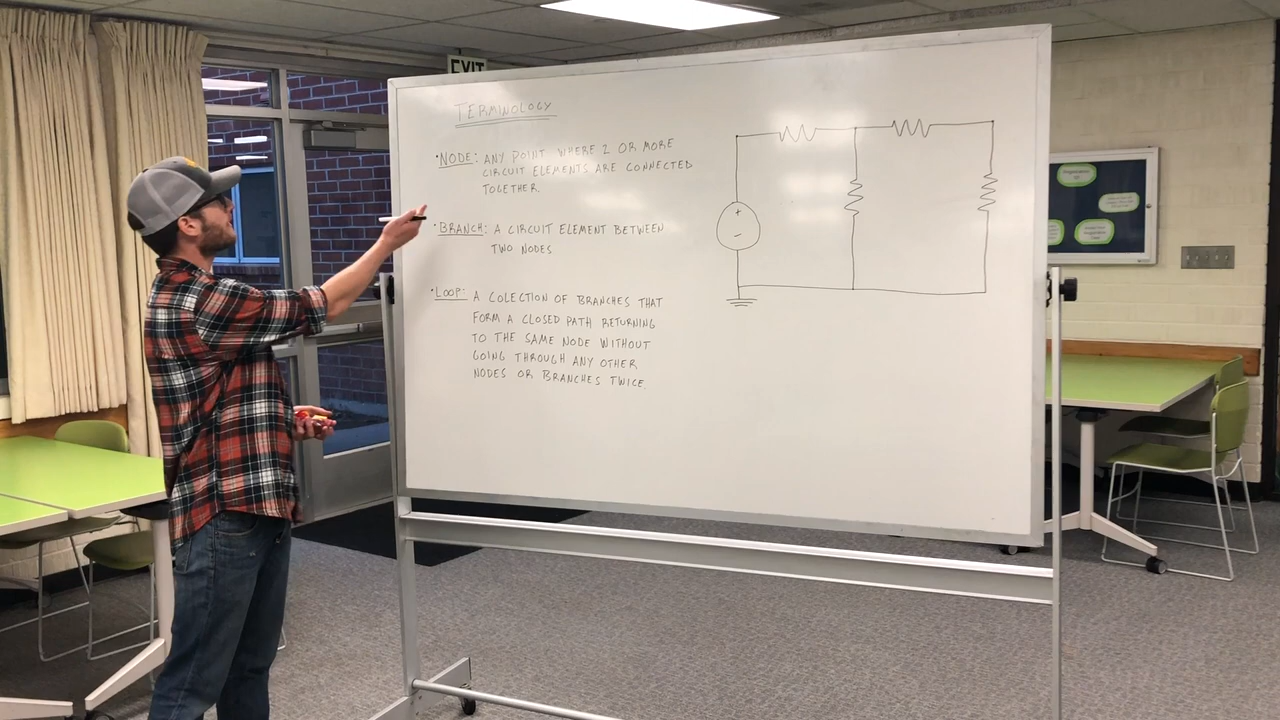 EXIT
TERMINOLOGY
•NODE: ANY POINT WHERE 2 OR MORE
CIRCUIT ELEMENTS ARE CONNECTED
TOGETHER.
•BRANCH: A CIRCUIT ELEMENT BETWEEN
TWO NODES
•LOOP: A COLECTION OF BRANCHES THAT
FORM A CLOSED PATH RETURNING
TO THE SAME NODE WITHOUT
GOING THROUGH ANY OTHER
NODES OR BRANCHES TWICE.
+
-